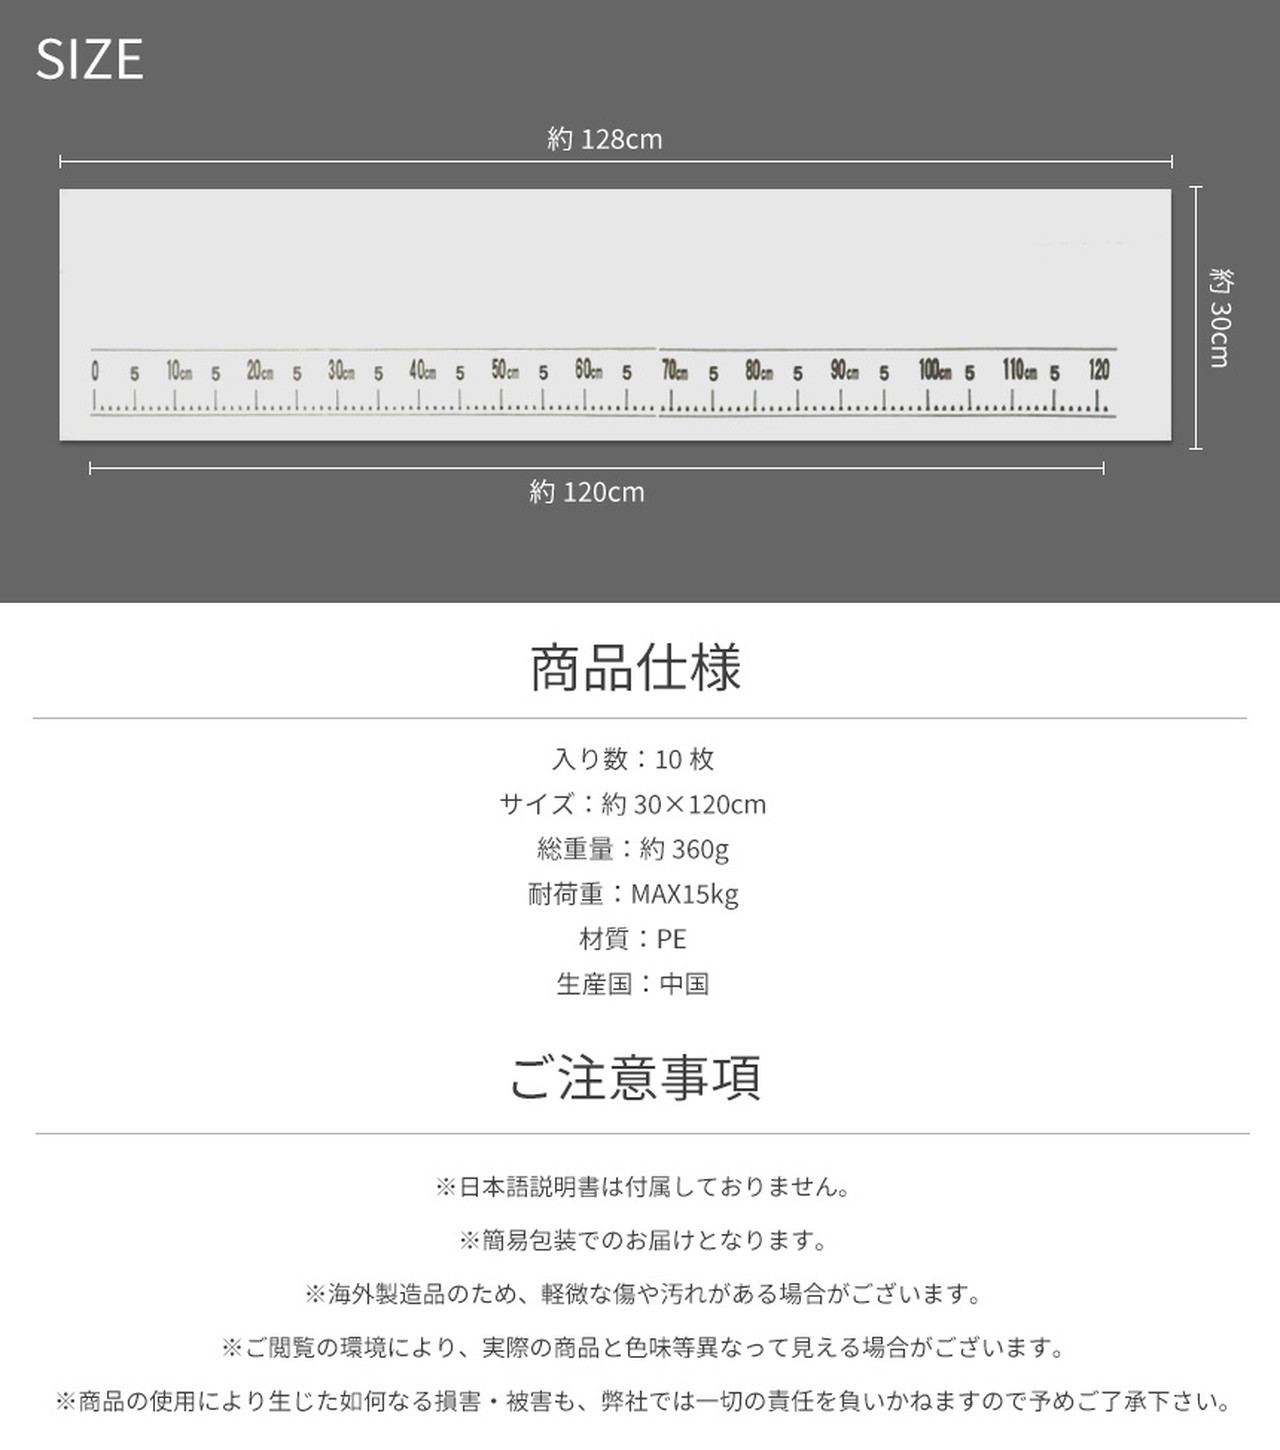 SIZE
約 128cm
約 30cm
0 5 10cm 5 20cm 5 30cm 5 40cm 5 50cm 5 60cm 5 70cm 5 80cm 5 90cm 5 100cm 5 110cm 5 120
約 120cm
商品仕様
入り数：10 枚
サイズ：約 30×120cm
総重量：約 360g
耐荷重：MAX15kg
材質：PE
生産国：中国
ご注意事項
※日本語説明書は付属しておりません。
※簡易包装でのお届けとなります。
※海外製造品のため、軽微な傷や汚れがある場合がございます。
※ご閲覧の環境により、実際の商品と色味等異なって見える場合がございます。
※商品の使用により生じた如何なる損害・被害も、弊社では一切の責任を負いかねますので予めご了承下さい。